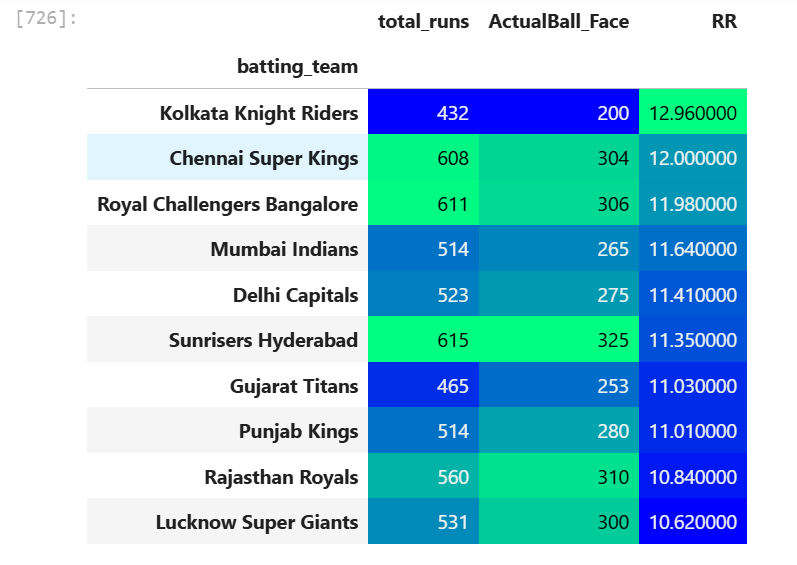 [726]:
total_runs ActualBall_Face RR
batting_team
Kolkata Knight Riders 432 200 12.960000
Chennai Super Kings 608 304 12.000000
Royal Challengers Bangalore 611 306 11.980000
Mumbai Indians 514 265 11.640000
Delhi Capitals 523 275 11.410000
Sunrisers Hyderabad 615 325 11.350000
Gujarat Titans 465 253 11.030000
Punjab Kings 514 280 11.010000
Rajasthan Royals 560 310 10.840000
Lucknow Super Giants 531 300 10.620000